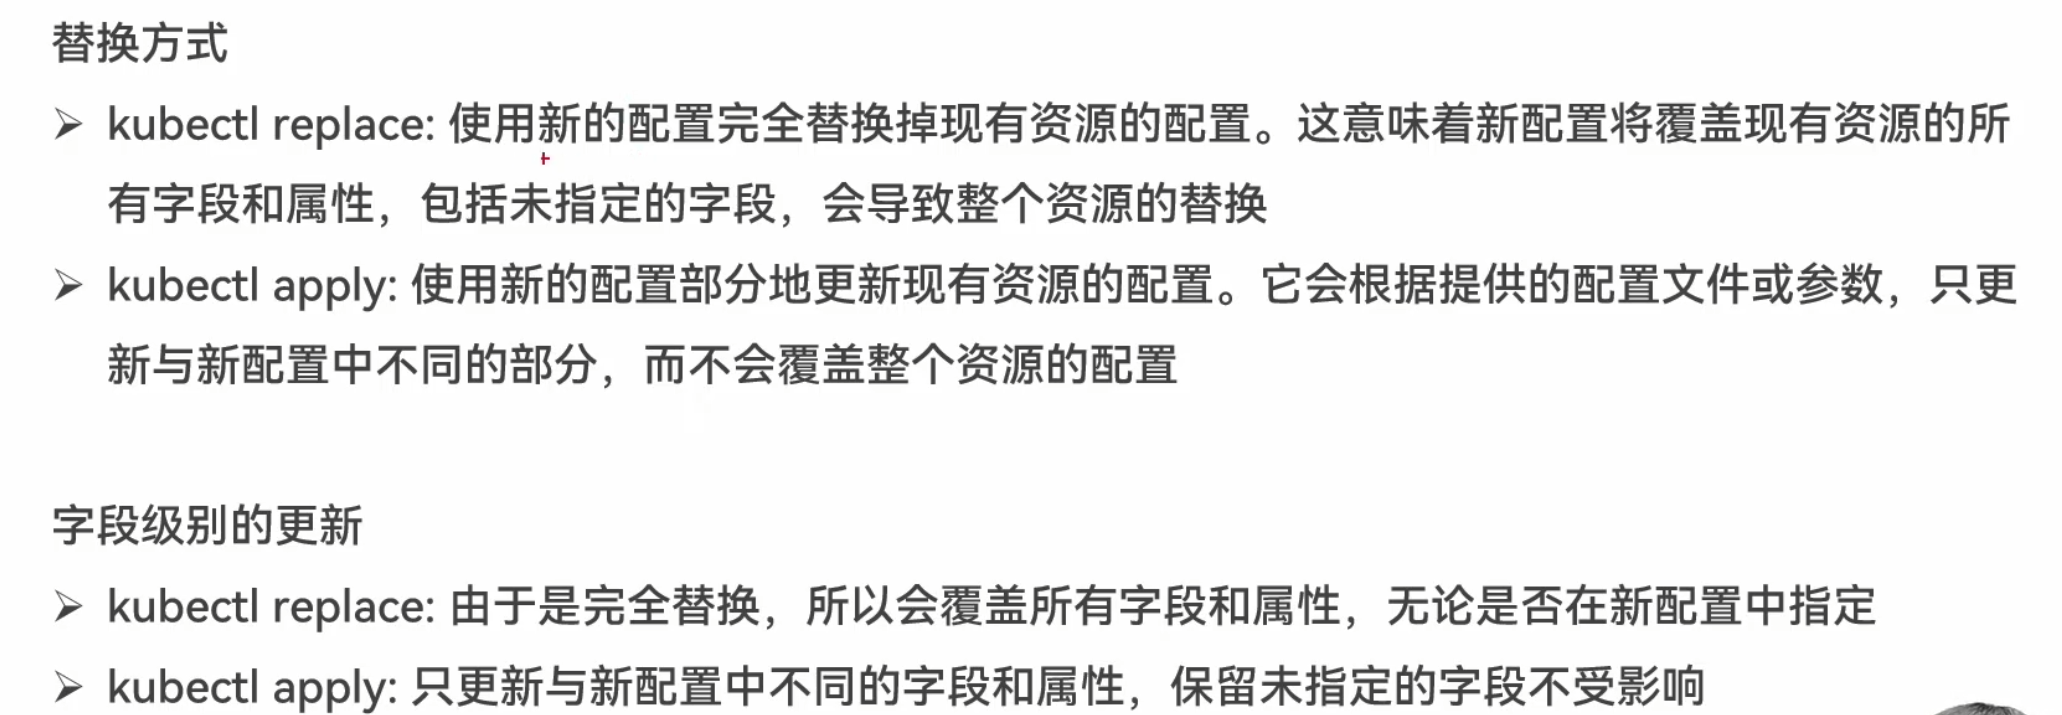 替换方式
➢ kubectl replace: 使用新的配置完全替换掉现有资源的配置。这意味着新配置将覆盖现有资源的所
有字段和属性，包括未指定的字段，会导致整个资源的替换
➢ kubectl apply: 使用新的配置部分地更新现有资源的配置。它会根据提供的配置文件或参数，只更
新与新配置中不同的部分，而不会覆盖整个资源的配置
字段级别的更新
➢ kubectl replace: 由于是完全替换，所以会覆盖所有字段和属性，无论是否在新配置中指定
➢ kubectl apply: 只更新与新配置中不同的字段和属性，保留未指定的字段不受影响